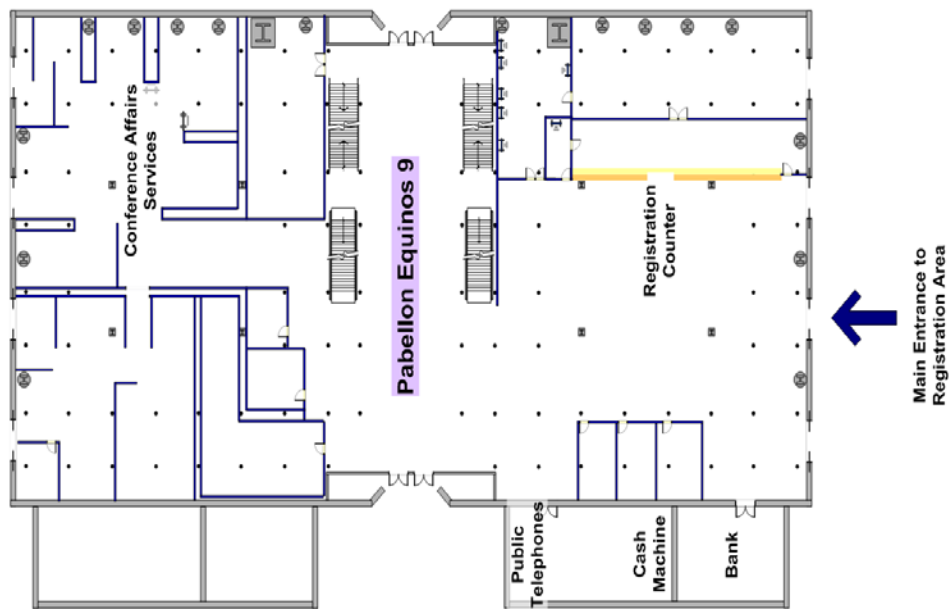 Conference Affairs
Services
Pabellon Equinos 9
Registration
Counter
Main Entrance to
Registration Area
Public
Telephones
Cash
Machine
Bank
H
H